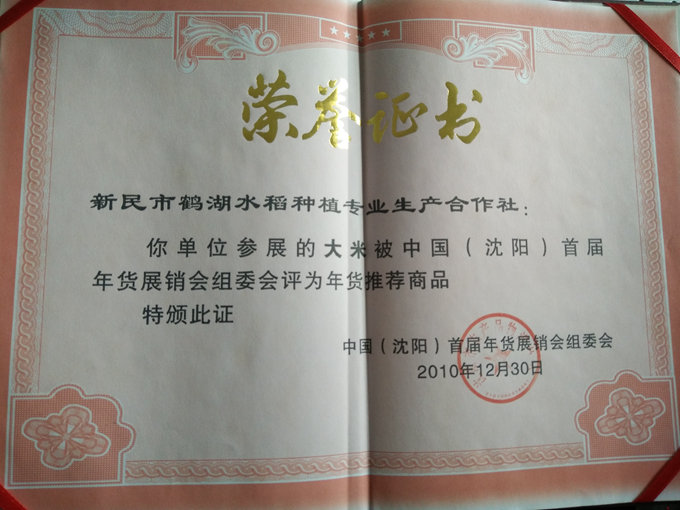 荣誉证书
新民市鹤湖水稻种植专业生产合作社：
你单位参展的大米被中国（沈阳）首届
年货展销会组委会评为年货推荐商品
特颁此证
中国（沈阳）首届年货展销会组委会
2010年12月30日